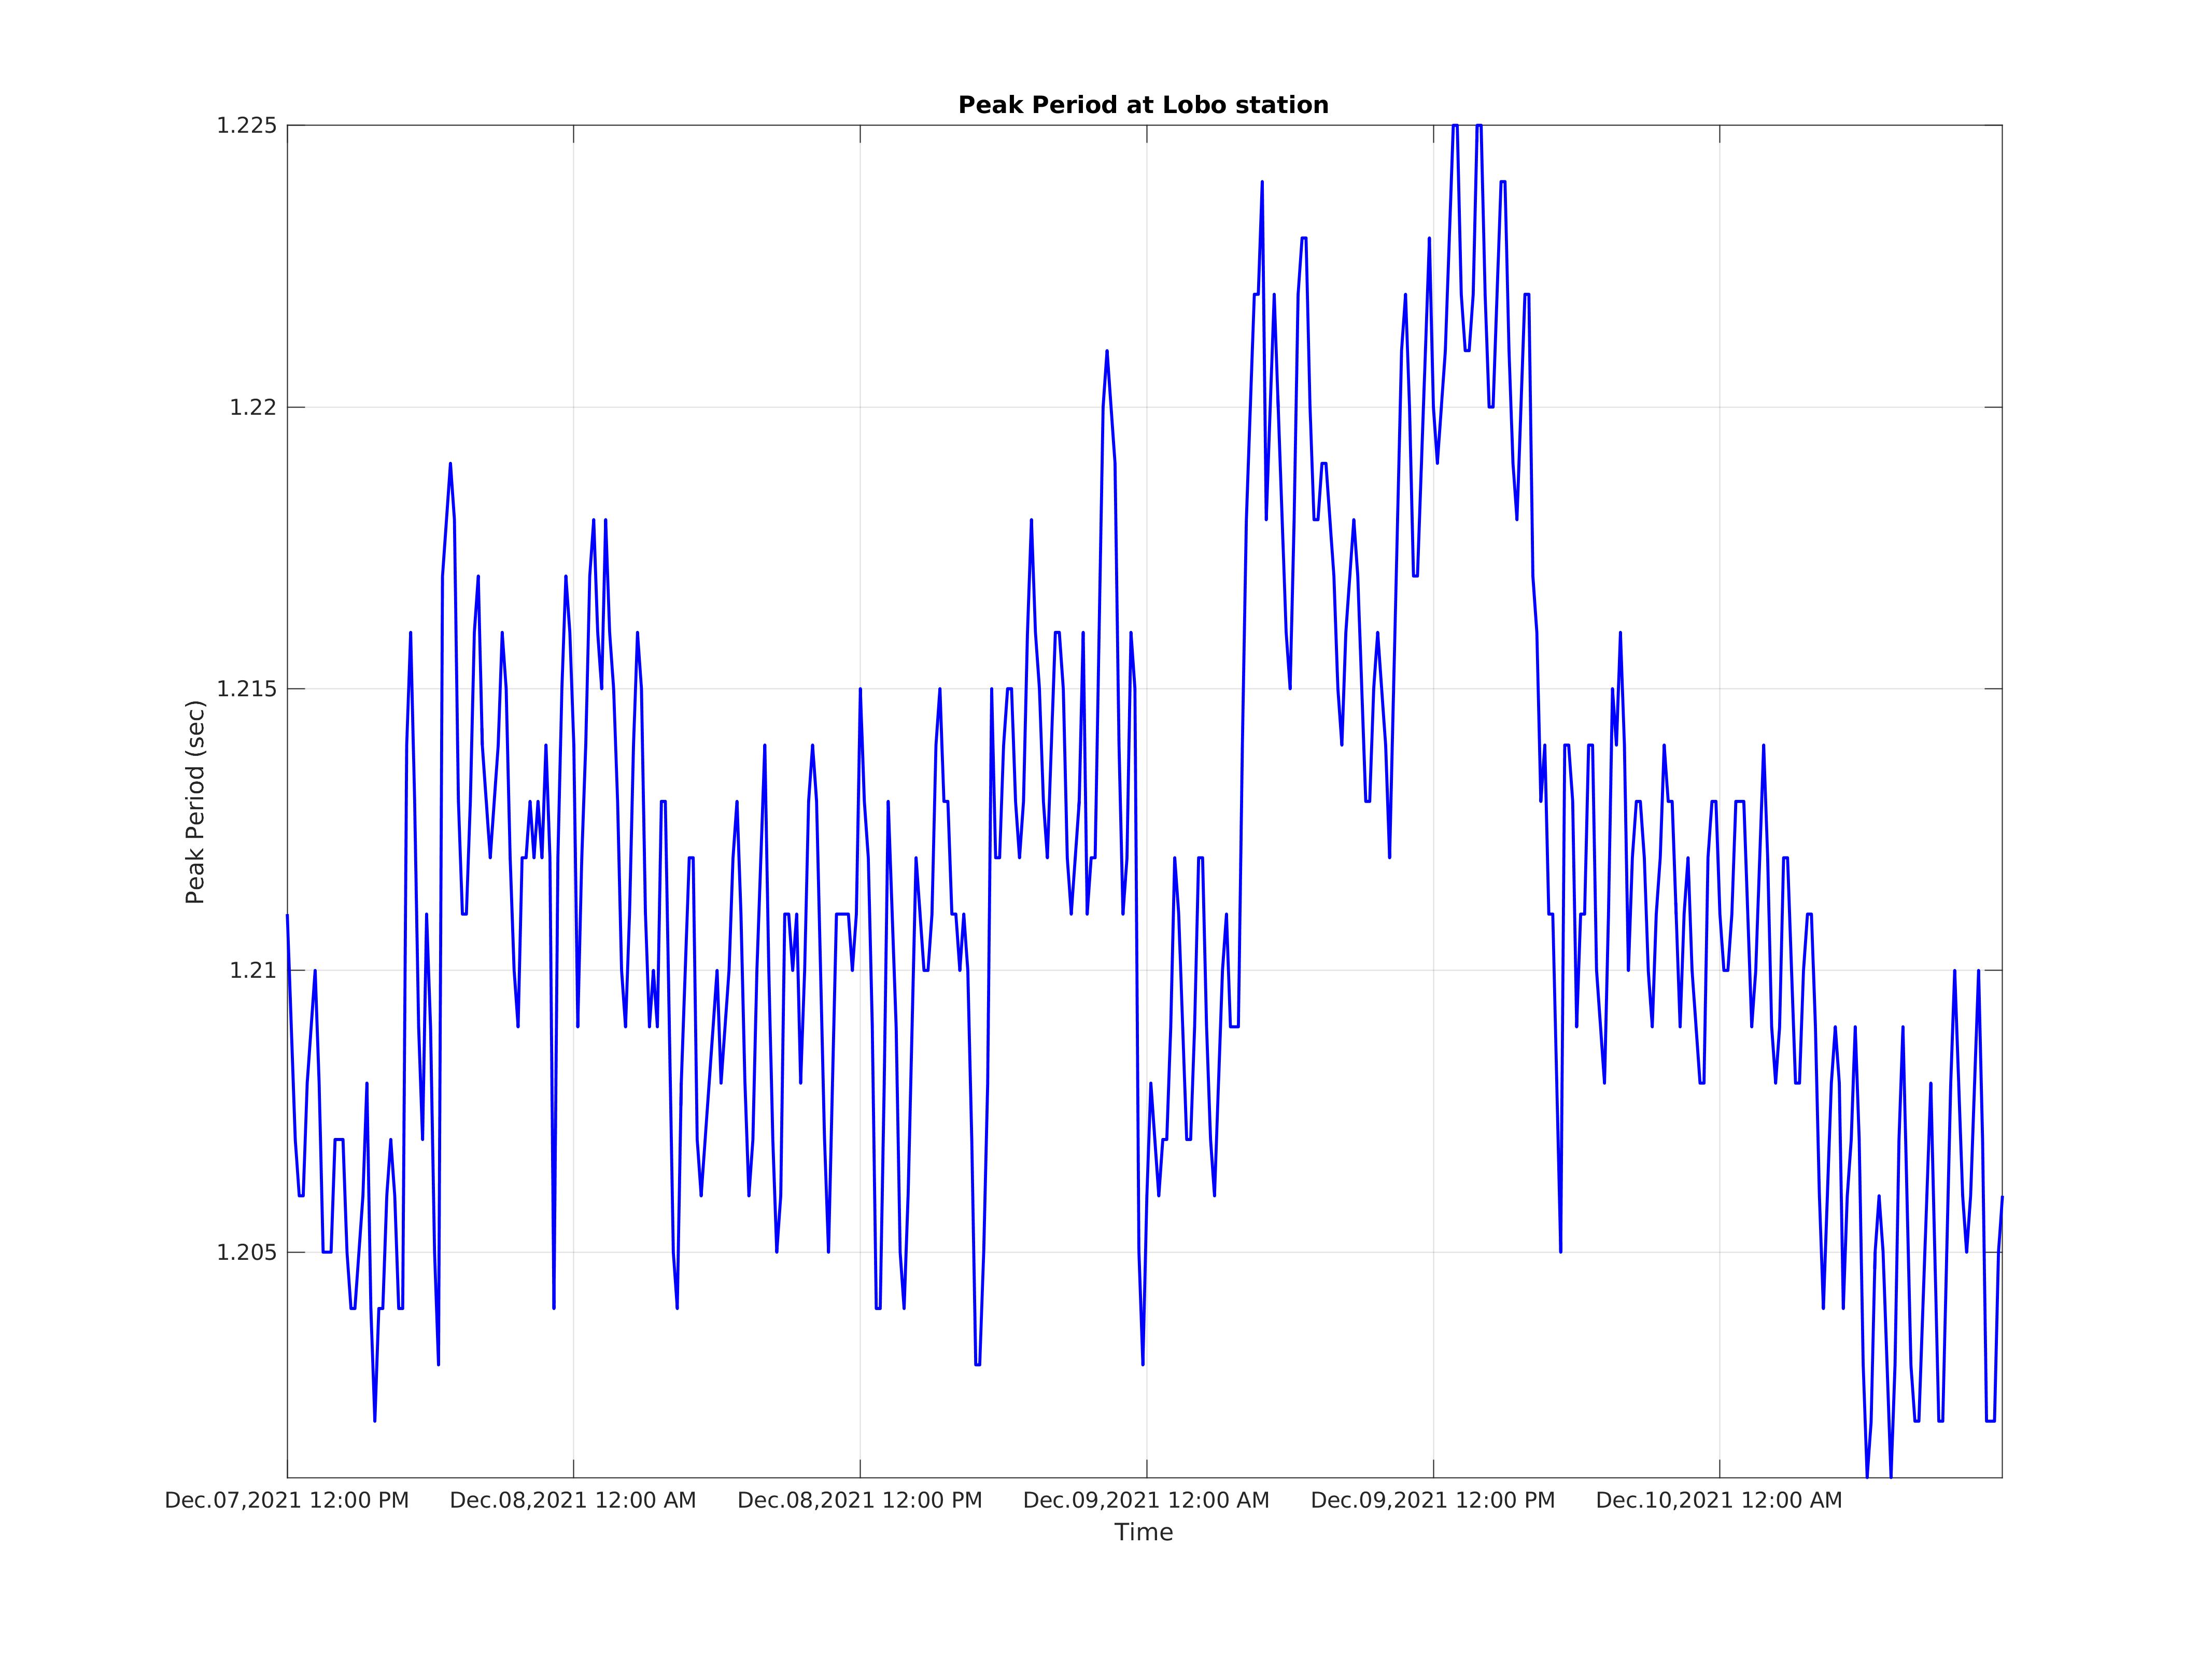 Peak Period at Lobo station
1.225
1.22
1.215
1.21
1.205
Peak Period (sec)
Dec.07,2021 12:00 PM Dec.08,2021 12:00 AM Dec.08,2021 12:00 PM Dec.09,2021 12:00 AM Dec.09,2021 12:00 PM Dec.10,2021 12:00 AM
Time